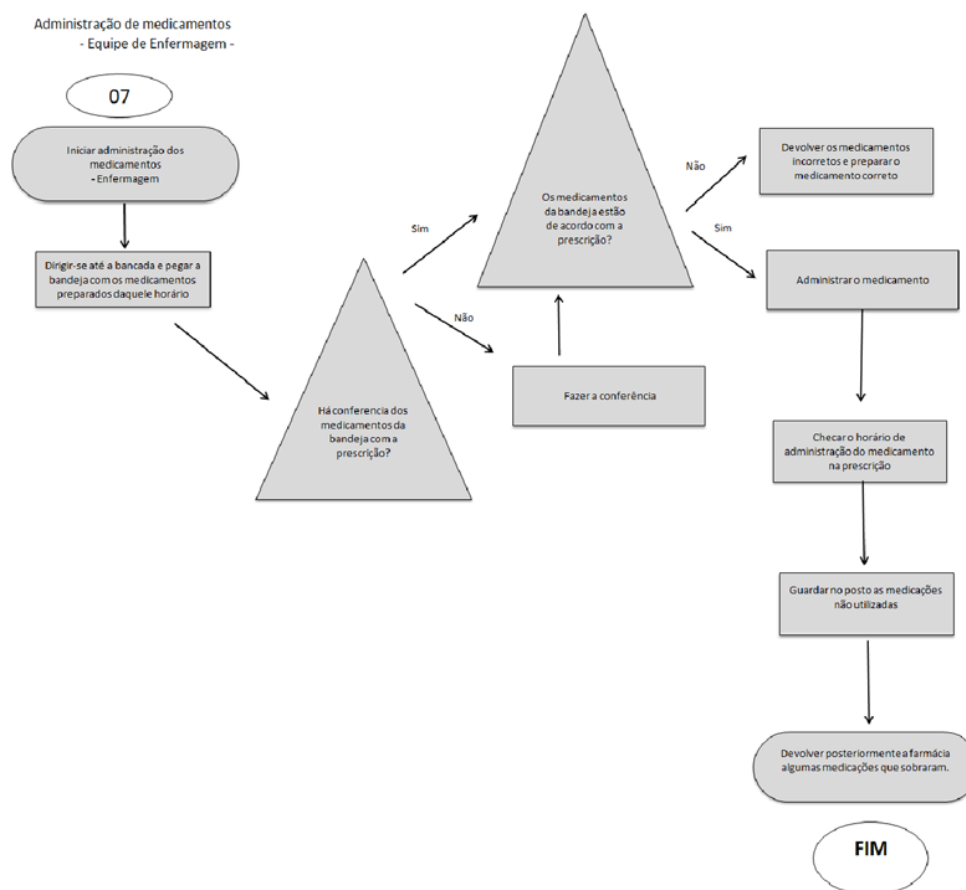 Administração de medicamentos
- Equipe de Enfermagem -
07
Iniciar administração dos
medicamentos
- Enfermagem
Dirigir-se até a bancada e pegar a
bandeja com os medicamentos
preparados daquele horário
Há conferencia dos
medicamentos da
bandeja com a
prescrição?
Sim
Não
Fazer a conferência
Os medicamentos
da bandeja estão
de acordo com a
prescrição?
Não
Sim
Devolver os medicamentos
incorretos e preparar o
medicamento correto
Administrar o medicamento
Checar o horário de
administração do medicamento
na prescrição
Guardar no posto as medicações
não utilizadas
Devolver posteriormente a farmácia
algumas medicações que sobraram.
FIM